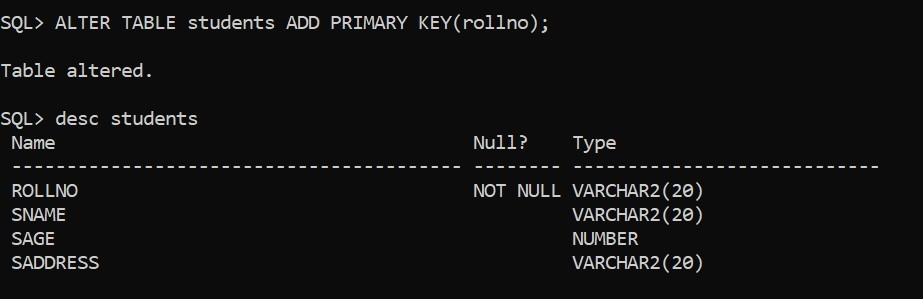 SQL> ALTER TABLE students ADD PRIMARY KEY(rollno);
Table altered.
SQL> desc students
Name Null? Type
----------------------------------------- -------- ----------------------------
ROLLNO NOT NULL VARCHAR2(20)
SNAME VARCHAR2(20)
SAGE NUMBER
SADDRESS VARCHAR2(20)